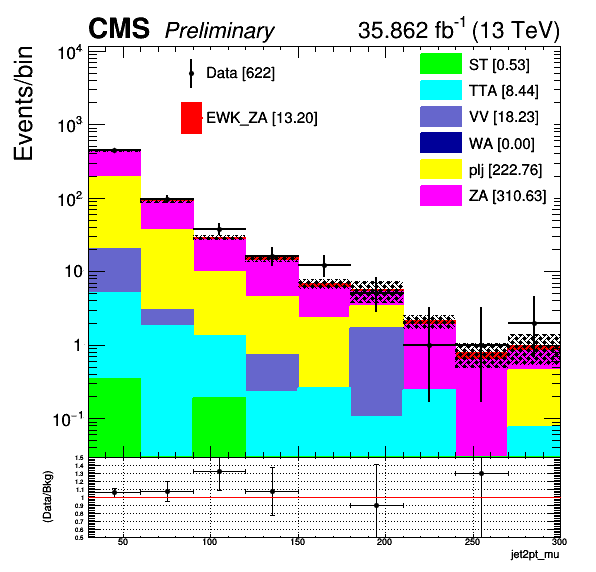 CMS Preliminary 35.862 fb⁻¹ (13 TeV)
Events/bin
Data [622]
EWK_ZA [13.20]
ST [0.53]
TTA [8.44]
VV [18.23]
WA [0.00]
plj [222.76]
ZA [310.63]
10⁴
10³
10²
10
1
10⁻¹
(Data/Bkg)
1.5
1.4
1.3
1.2
1.1
1
0.9
0.8
0.7
0.6
0.5
50 100 150 200 250 300
jet2pt_mu